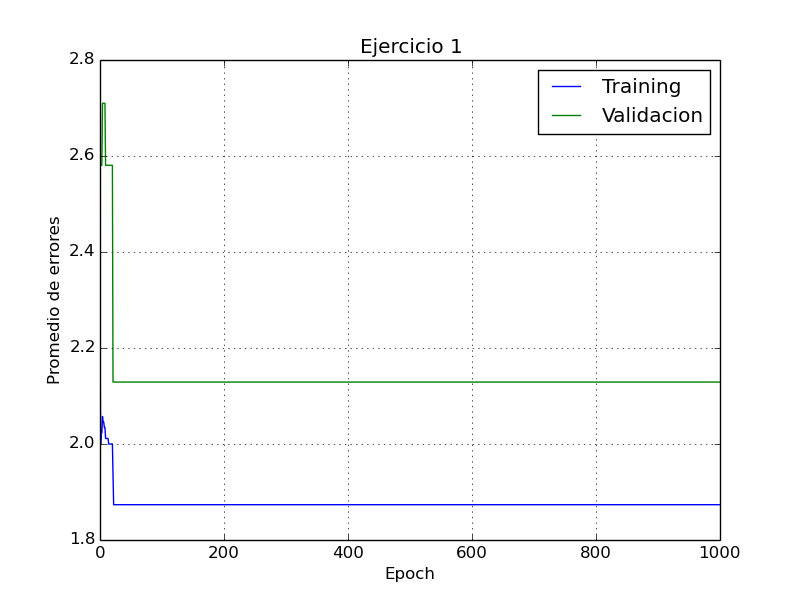 Ejercicio 1
Training
Validacion
Promedio de errores
2.8
2.6
2.4
2.2
2.0
1.8
0 200 400 600 800 1000
Epoch